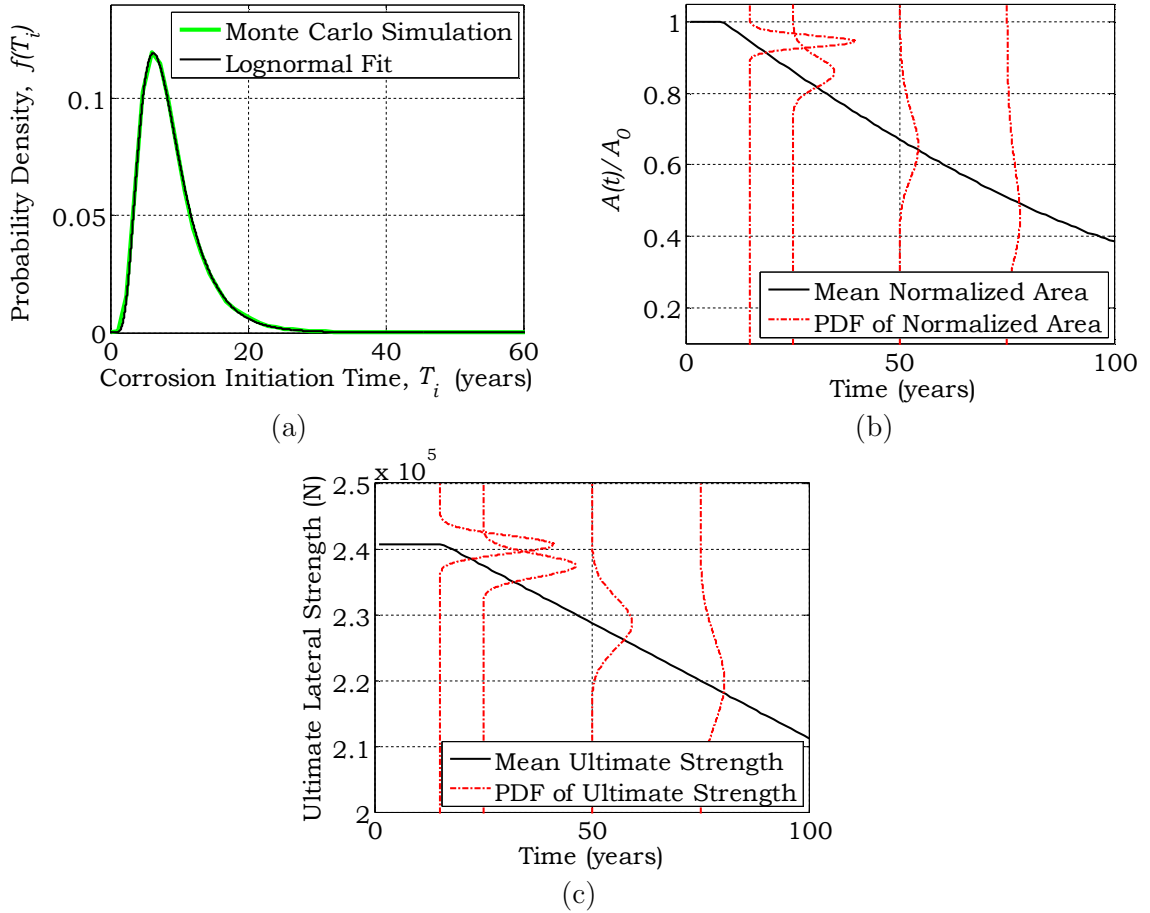 Probability Density, f(T_i)
0.1
0.05
0
Monte Carlo Simulation
Lognormal Fit
0 20 40 60
Corrosion Initiation Time, T_i (years)
(a)
A(t)/A_0
1
0.8
0.6
0.4
0.2
Mean Normalized Area
PDF of Normalized Area
0 50 100
Time (years)
(b)
x 10^5
Ultimate Lateral Strength (N)
2.5
2.4
2.3
2.2
2.1
2
Mean Ultimate Strength
PDF of Ultimate Strength
0 50 100
Time (years)
(c)